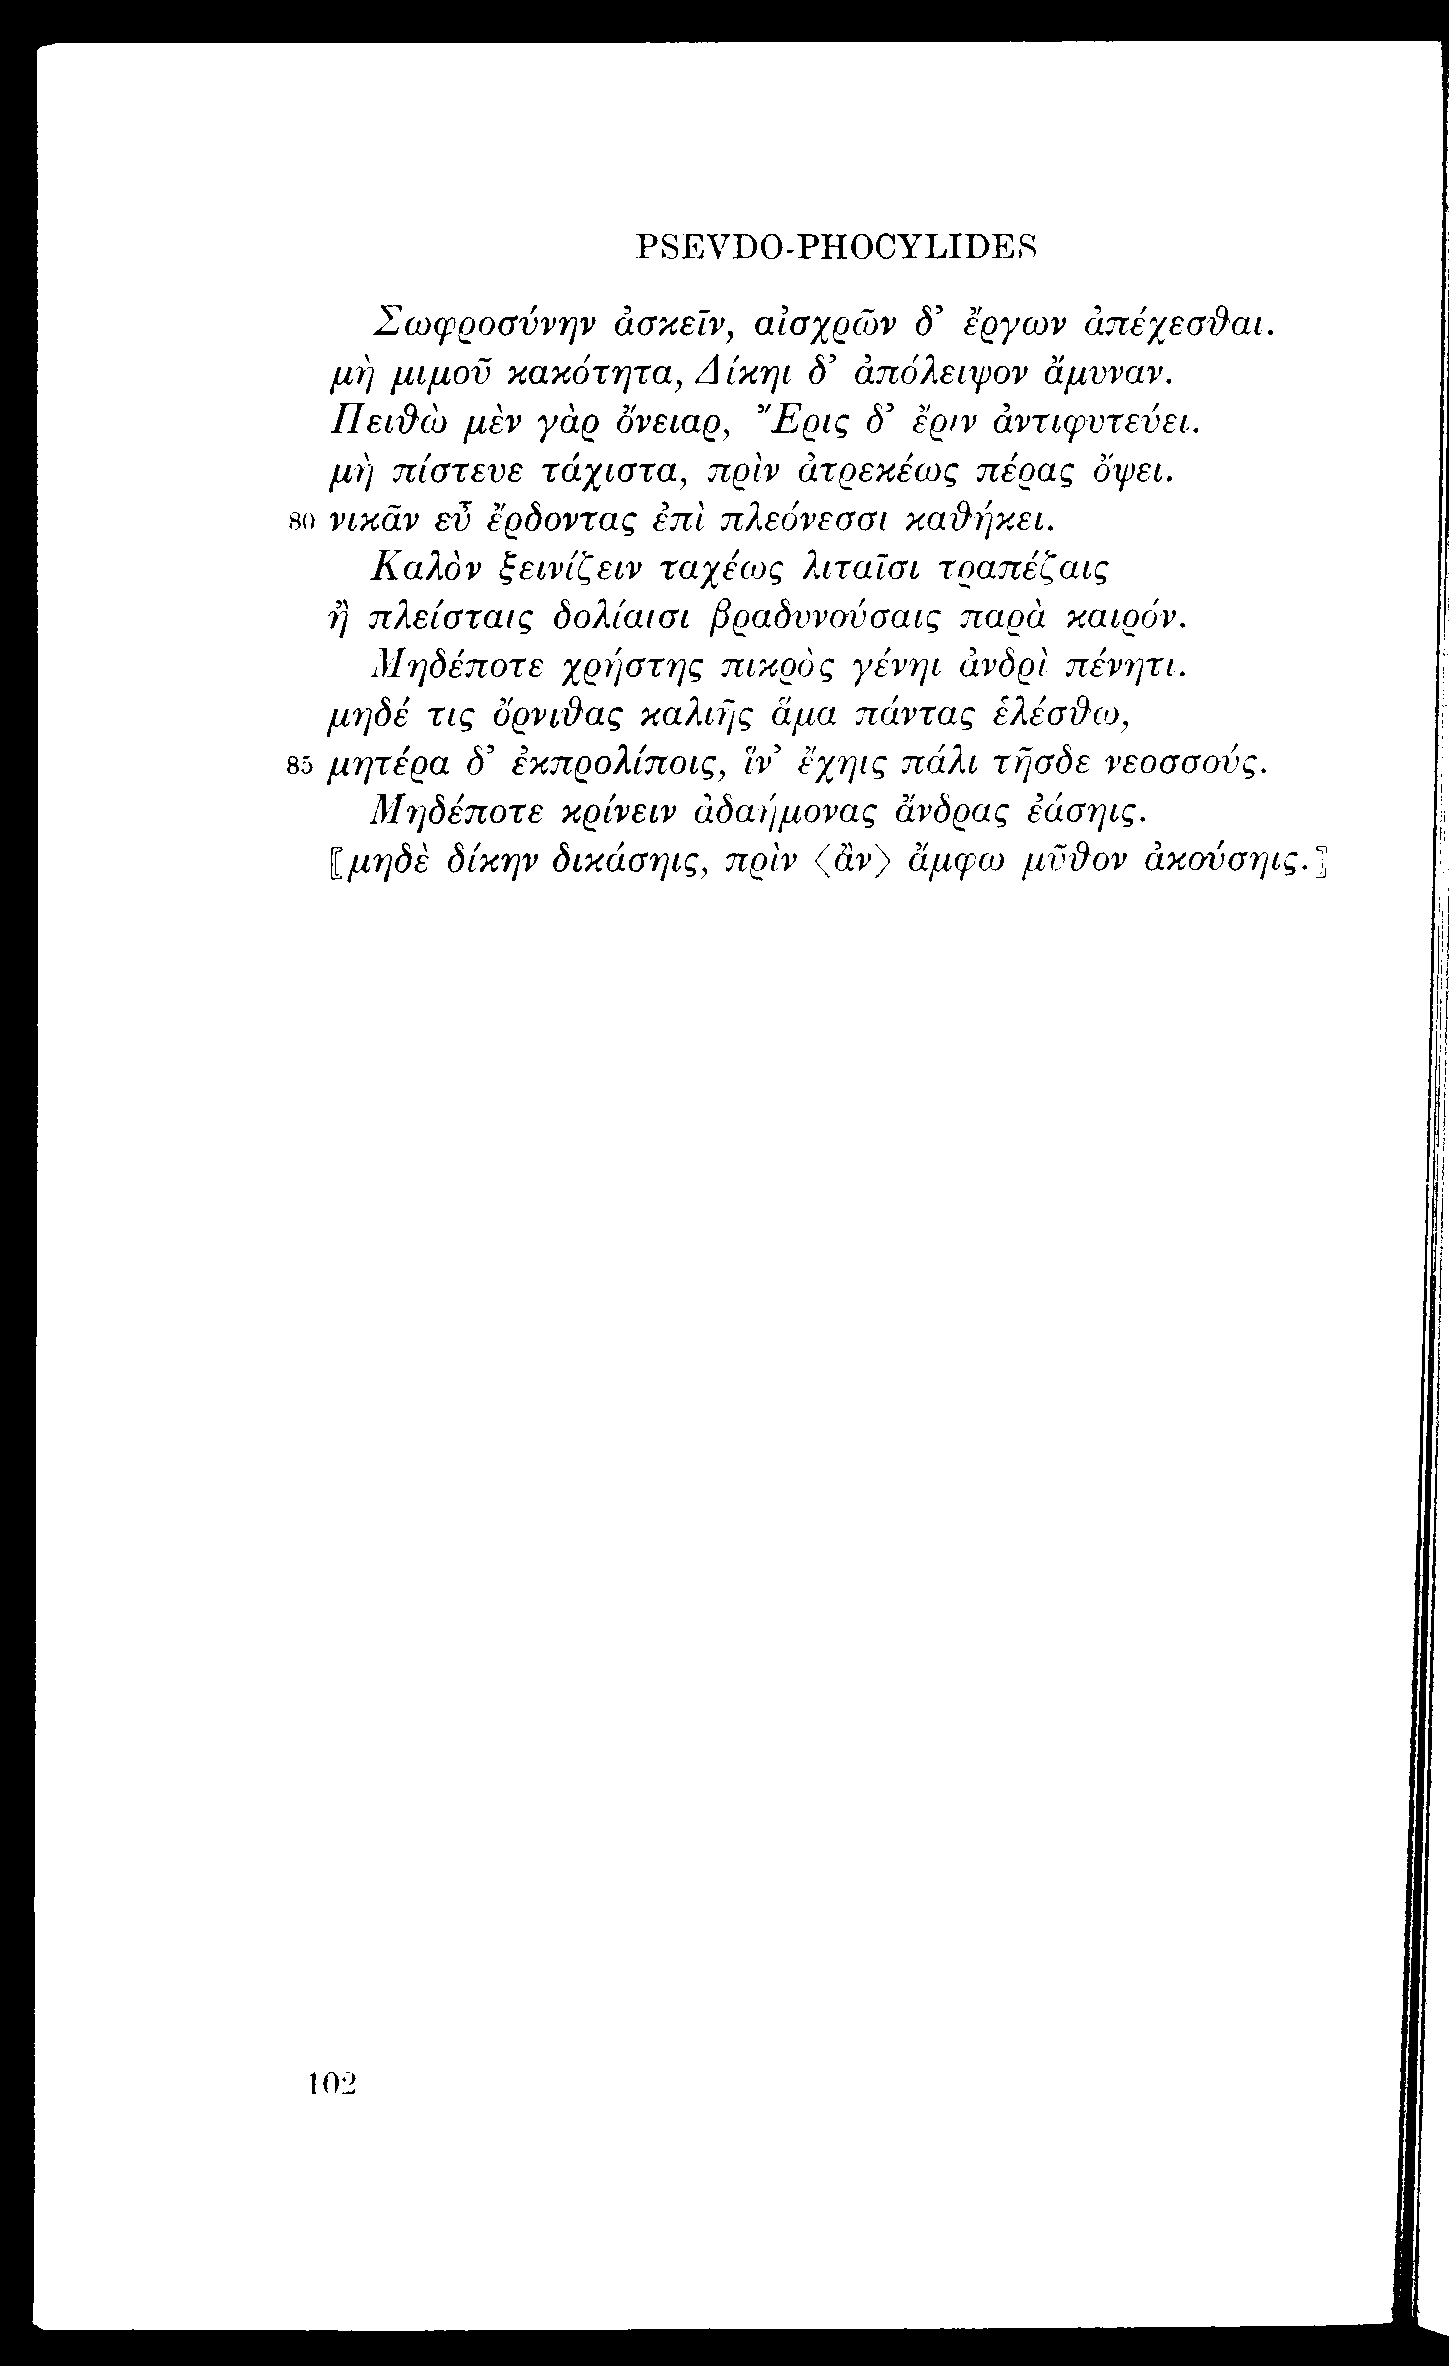 PSEVDO-PHOCYLIDES
Σωφροσύνην ἀσκεῖν, αἰσχρῶν δ’ ἔργων ἀπέχεσθαι.
μὴ μιμοῦ κακότητα, Δίκηι δ’ ἀπόλειψον ἄμυναν.
Πειθὼ μὲν γὰρ ὄνειαρ, Ἔρις δ’ ἔριν ἀντιφυτεύει.
μὴ πίστευε τάχιστα, πρὶν ἀτρεκέως πέρας ὄψει.
80 νικᾶν εὖ ἔρδοντας ἐπὶ πλεόνεσσι καθήκει.
Καλὸν ξεινίζειν ταχέως λιταῖσι τραπέζαις
ἢ πλείσταις δολίαισι βραδυνούσαις παρὰ καιρόν.
Μηδέποτε χρήστης πικρὸς γένηι ἀνδρὶ πένητι.
μηδέ τις ὄρνιθας καλιῆς ἅμα πάντας ἑλέσθω,
85 μητέρα δ’ ἐκπρολίποις, ἵν’ ἔχηις πάλι τῆσδε νεοσσούς.
Μηδέποτε κρίνειν ἀδαήμονας ἄνδρας ἐάσηις.
⟦μηδὲ δίκην δικάσηις, πρὶν ⟨ἂν⟩ ἄμφω μῦθον ἀκούσηις.⟧
102